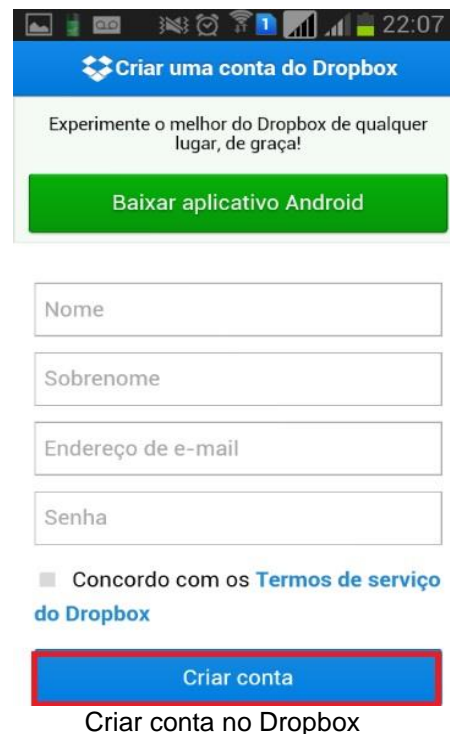 1 22:07
Criar uma conta do Dropbox
Experimente o melhor do Dropbox de qualquer
lugar, de graça!
Baixar aplicativo Android
Nome
Sobrenome
Endereço de e-mail
Senha
Concordo com os Termos de serviço
do Dropbox
Criar conta
Criar conta no Dropbox